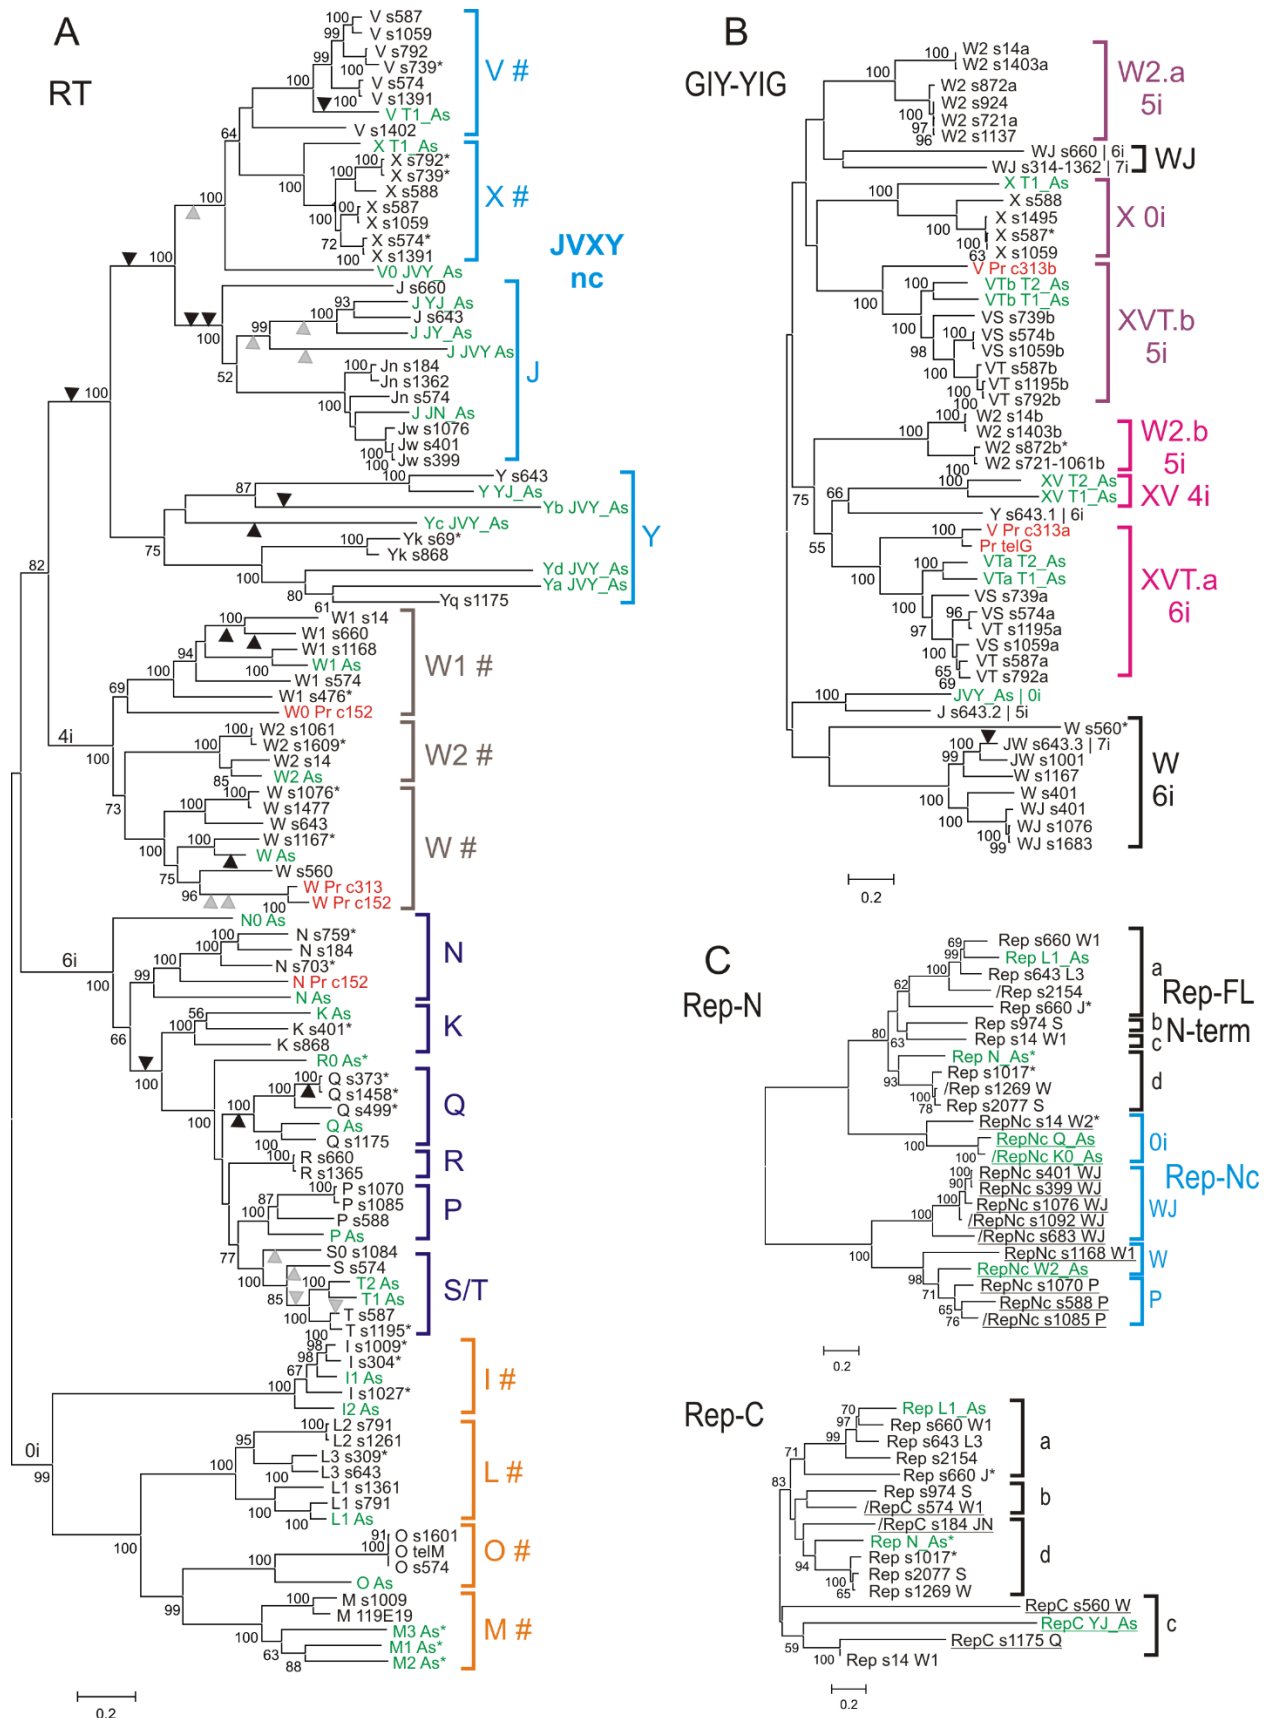 A
RT
100 V s587
99 V s1059
V s792
99
100 V s739*
V s574
100
100 V s1391
V T1_As
V s1402
64
V #
X T1_As
100 X s792*
X s739*
100
X s588
100
X s587
100
X s1059
72 X s574*
100 X s1391
X #
100
V0 JVY_As
100
JVXY
nc
J s660
93 J YJ_As
J s643
99 100
J JY_As
J JVY As
100
52
100 Jn s184
Jn s1362
Jn s574
100
J JN_As
Jw s1076
100 Jw s401
100 Jw s399
J
100
Y s643
100
87 Y YJ_As
Yb JVY_As
Yc JVY_As
75
100 Yk s69*
Yk s868
100
Yd JVY_As
Ya JVY_As
80
Yq s1175
61
Y
82
W1 s14
100
W1 s660
94
W1 s1168
100 W1 As
100 W1 s574
W1 s476*
69
W0 Pr c152
W1 #
4i
100
100 W2 s1061
W2 s1609*
100
W2 s14
85 W2 As
W2 #
73
100 W s1076*
W s1477
100
W s643
100
100 W s1167*
W As
75
W s560
96
W Pr c313
100 W Pr c152
W #
N0 As
6i
100
100 N s759*
100 N s184
N s703*
99 N Pr c152
N As
N
66
56 K As
100 K s401*
K s868
K
100
R0 As*
100
100 Q s373*
100 Q s1458*
100
Q s499*
Q As
100 Q s1175
Q
R s660
100 R s1365
R
100 P s1070
87 P s1085
P s588
100 P As
P
77
S0 s1084
100
S s574
85
100 T2 As
T1 As
100 T s587
100 T s1195*
S/T
98 I s1009*
98 I s304*
67
I1 As
100 I s1027*
I2 As
I #
0i
99
100 L2 s791
95 L2 s1261
L3 s309*
100
100 L3 s643
L1 s1361
100 L1 s791
100 L1 As
L #
100
91 O s1601
O telM
100 O s574
O As
O #
99
100 M s1009
M 119E19
100
M3 As*
63 M1 As*
88 M2 As*
M #
0.2
B
GIY-YIG
100 W2 s14a
W2 s1403a
100
W2 s872a
W2 s924
100
W2 s721a
97
W2 s1137
96
W2.a
5i
WJ s660 | 6i
100
WJ s314-1362 | 7i
WJ
X T1_As
100
X s588
X s1495
100
X s587*
100
63 X s1059
X 0i
V Pr c313b
100
100 VTb T2_As
VTb T1_As
100
VS s739b
98
VS s574b
100 VS s1059b
VT s587b
100
VT s1195b
100
100 VT s792b
XVT.b
5i
100 W2 s14b
W2 s1403b
100
W2 s872b*
100 W2 s721-1061b
W2.b
5i
75
XV T2_As
100
66 XV T1_As
XV 4i
Y s643.1 | 6i
55
V Pr c313a
100
Pr telG
100
100 VTa T2_As
VTa T1_As
100
VS s739a
97
96 VS s574a
VT s1195a
100 VS s1059a
VT s587a
65
VT s792a
69
XVT.a
6i
100 JVY_As | 0i
J s643.2 | 5i
W s560*
100 JW s643.3 | 7i
99 JW s1001
W s1167
100
W s401
100 WJ s401
WJ s1076
99 WJ s1683
W
6i
0.2
C
Rep-N
69 Rep s660 W1
99 Rep L1_As
100 Rep s643 L3
62 /Rep s2154
Rep s660 J*
a
80
Rep s974 S
63 Rep s14 W1
b
c
Rep-FL
N-term
Rep N_As*
93 Rep s1017*
100 /Rep s1269 W
78 Rep s2077 S
d
RepNc s14 W2*
100 RepNc Q_As
100 /RepNc K0_As
0i
Rep-Nc
100 RepNc s401 WJ
90 RepNc s399 WJ
100 RepNc s1076 WJ
/RepNc s1092 WJ
/RepNc s683 WJ
WJ
100
RepNc s1168 W1
98 RepNc W2_As
W
71 RepNc s1070 P
65 RepNc s588 P
76 /RepNc s1085 P
P
0.2
Rep-C
70 Rep L1_As
97 Rep s660 W1
99 Rep s643 L3
71 Rep s2154
Rep s660 J*
a
83
Rep s974 S
/RepC s574 W1
b
/RepC s184 JN
Rep N_As*
94 Rep s1017*
100 Rep s2077 S
65 Rep s1269 W
d
RepC s560 W
RepC YJ_As
59 RepC s1175 Q
100 Rep s14 W1
c
0.2